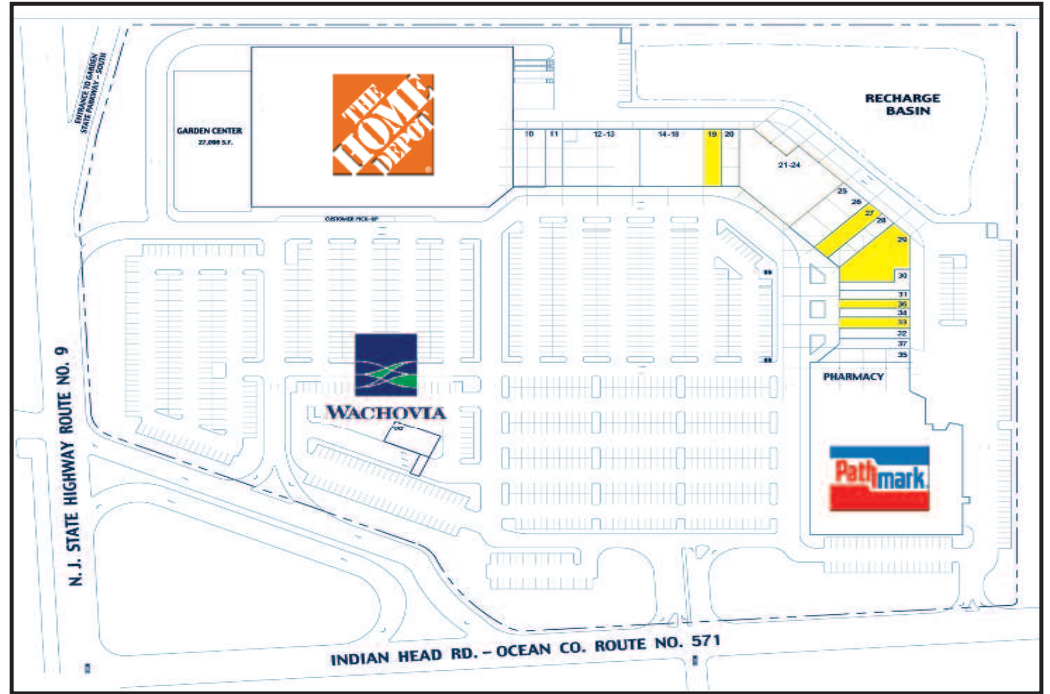 ENTRANCE TO GARDEN
STATE PARKWAY - SOUTH
GARDEN CENTER
27,098 S.F.
THE
HOME
DEPOT
CUSTOMER PICK-UP
RECHARGE
BASIN
10
11
12-13
14-18
19
20
21-24
25
26
27
28
29
30
31
36
34
33
32
37
35
PHARMACY
Pathmark
WACHOVIA
N.J. STATE HIGHWAY ROUTE NO. 9
INDIAN HEAD RD. - OCEAN CO. ROUTE NO. 571